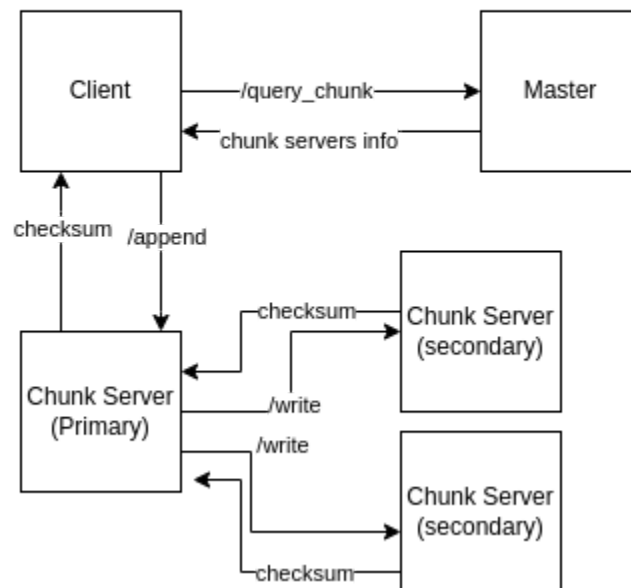 Client
/query_chunk
Master
chunk servers info
checksum
/append
checksum
Chunk Server
(secondary)
Chunk Server
(Primary)
/write
/write
Chunk Server
(secondary)
checksum